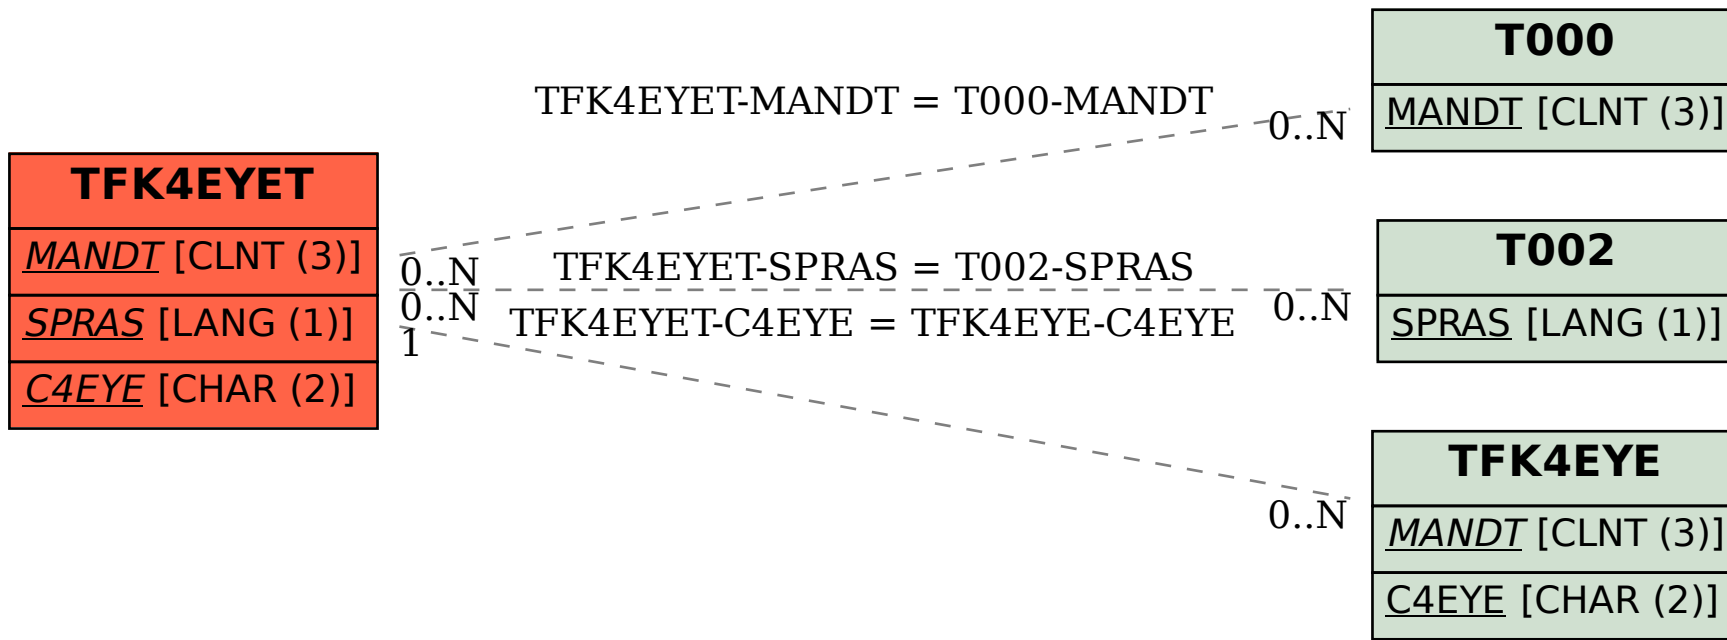 TFK4EYET
MANDT [CLNT (3)]
SPRAS [LANG (1)]
C4EYE [CHAR (2)]
TFK4EYET-MANDT = T000-MANDT
0..N
0..N
TFK4EYET-SPRAS = T002-SPRAS
0..N
0..N
TFK4EYET-C4EYE = TFK4EYE-C4EYE
1
0..N
T000
MANDT [CLNT (3)]
T002
SPRAS [LANG (1)]
TFK4EYE
MANDT [CLNT (3)]
C4EYE [CHAR (2)]